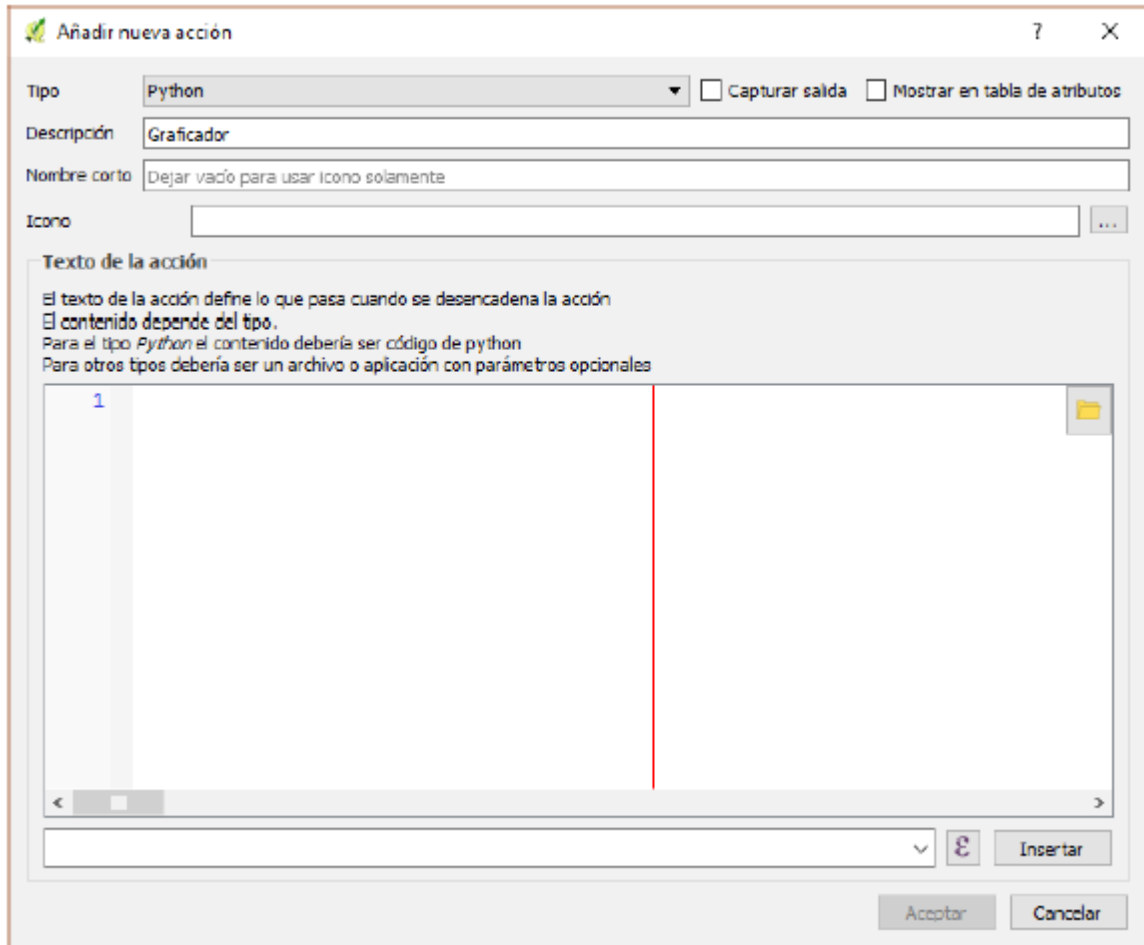 Añadir nueva acción ? X
Tipo Python Capturar salida Mostrar en tabla de atributos
Descripción Graficador
Nombre corto Dejar vacío para usar icono solamente
Icono ...
Texto de la acción
El texto de la acción define lo que pasa cuando se desencadena la acción
El contenido depende del tipo.
Para el tipo Python el contenido debería ser código de python
Para otros tipos debería ser un archivo o aplicación con parámetros opcionales
1
ε Insertar
Aceptar Cancelar